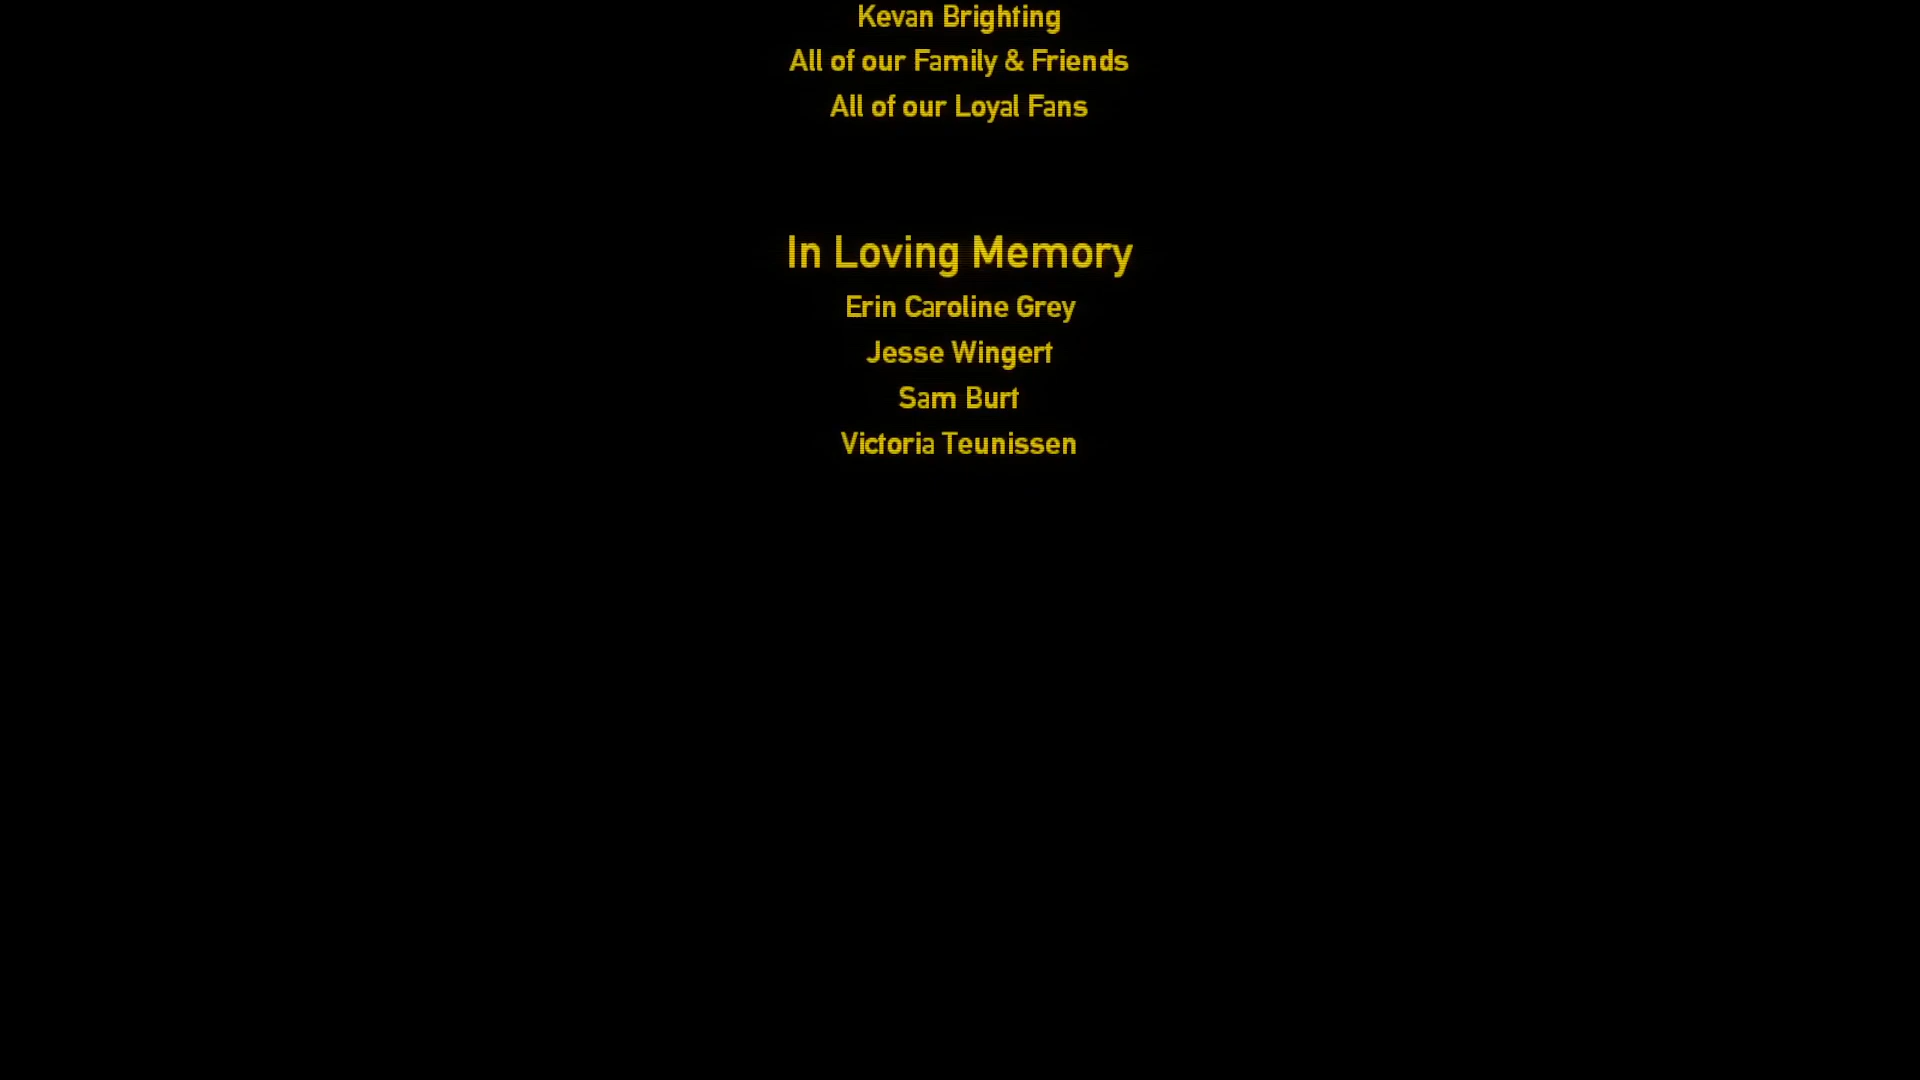 Kevan Brighting
All of our Family & Friends
All of our Loyal Fans
In Loving Memory
Erin Caroline Grey
Jesse Wingert
Sam Burt
Victoria Teunissen